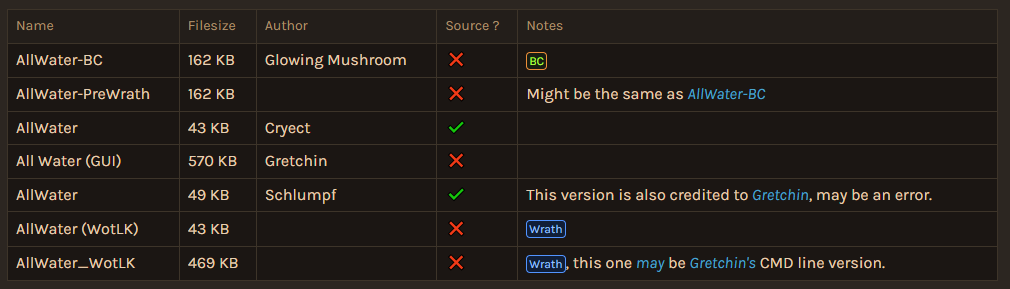 Name Filesize Author Source ? Notes
AllWater-BC 162 KB Glowing Mushroom ❌ BC
AllWater-PreWrath 162 KB ❌ Might be the same as AllWater-BC
AllWater 43 KB Cryect ✓
All Water (GUI) 570 KB Gretchin ❌
AllWater 49 KB Schlumpf ✓ This version is also credited to Gretchin, may be an error.
AllWater (WotLK) 43 KB ❌ Wrath
AllWater_WotLK 469 KB ❌ Wrath, this one may be Gretchin's CMD line version.